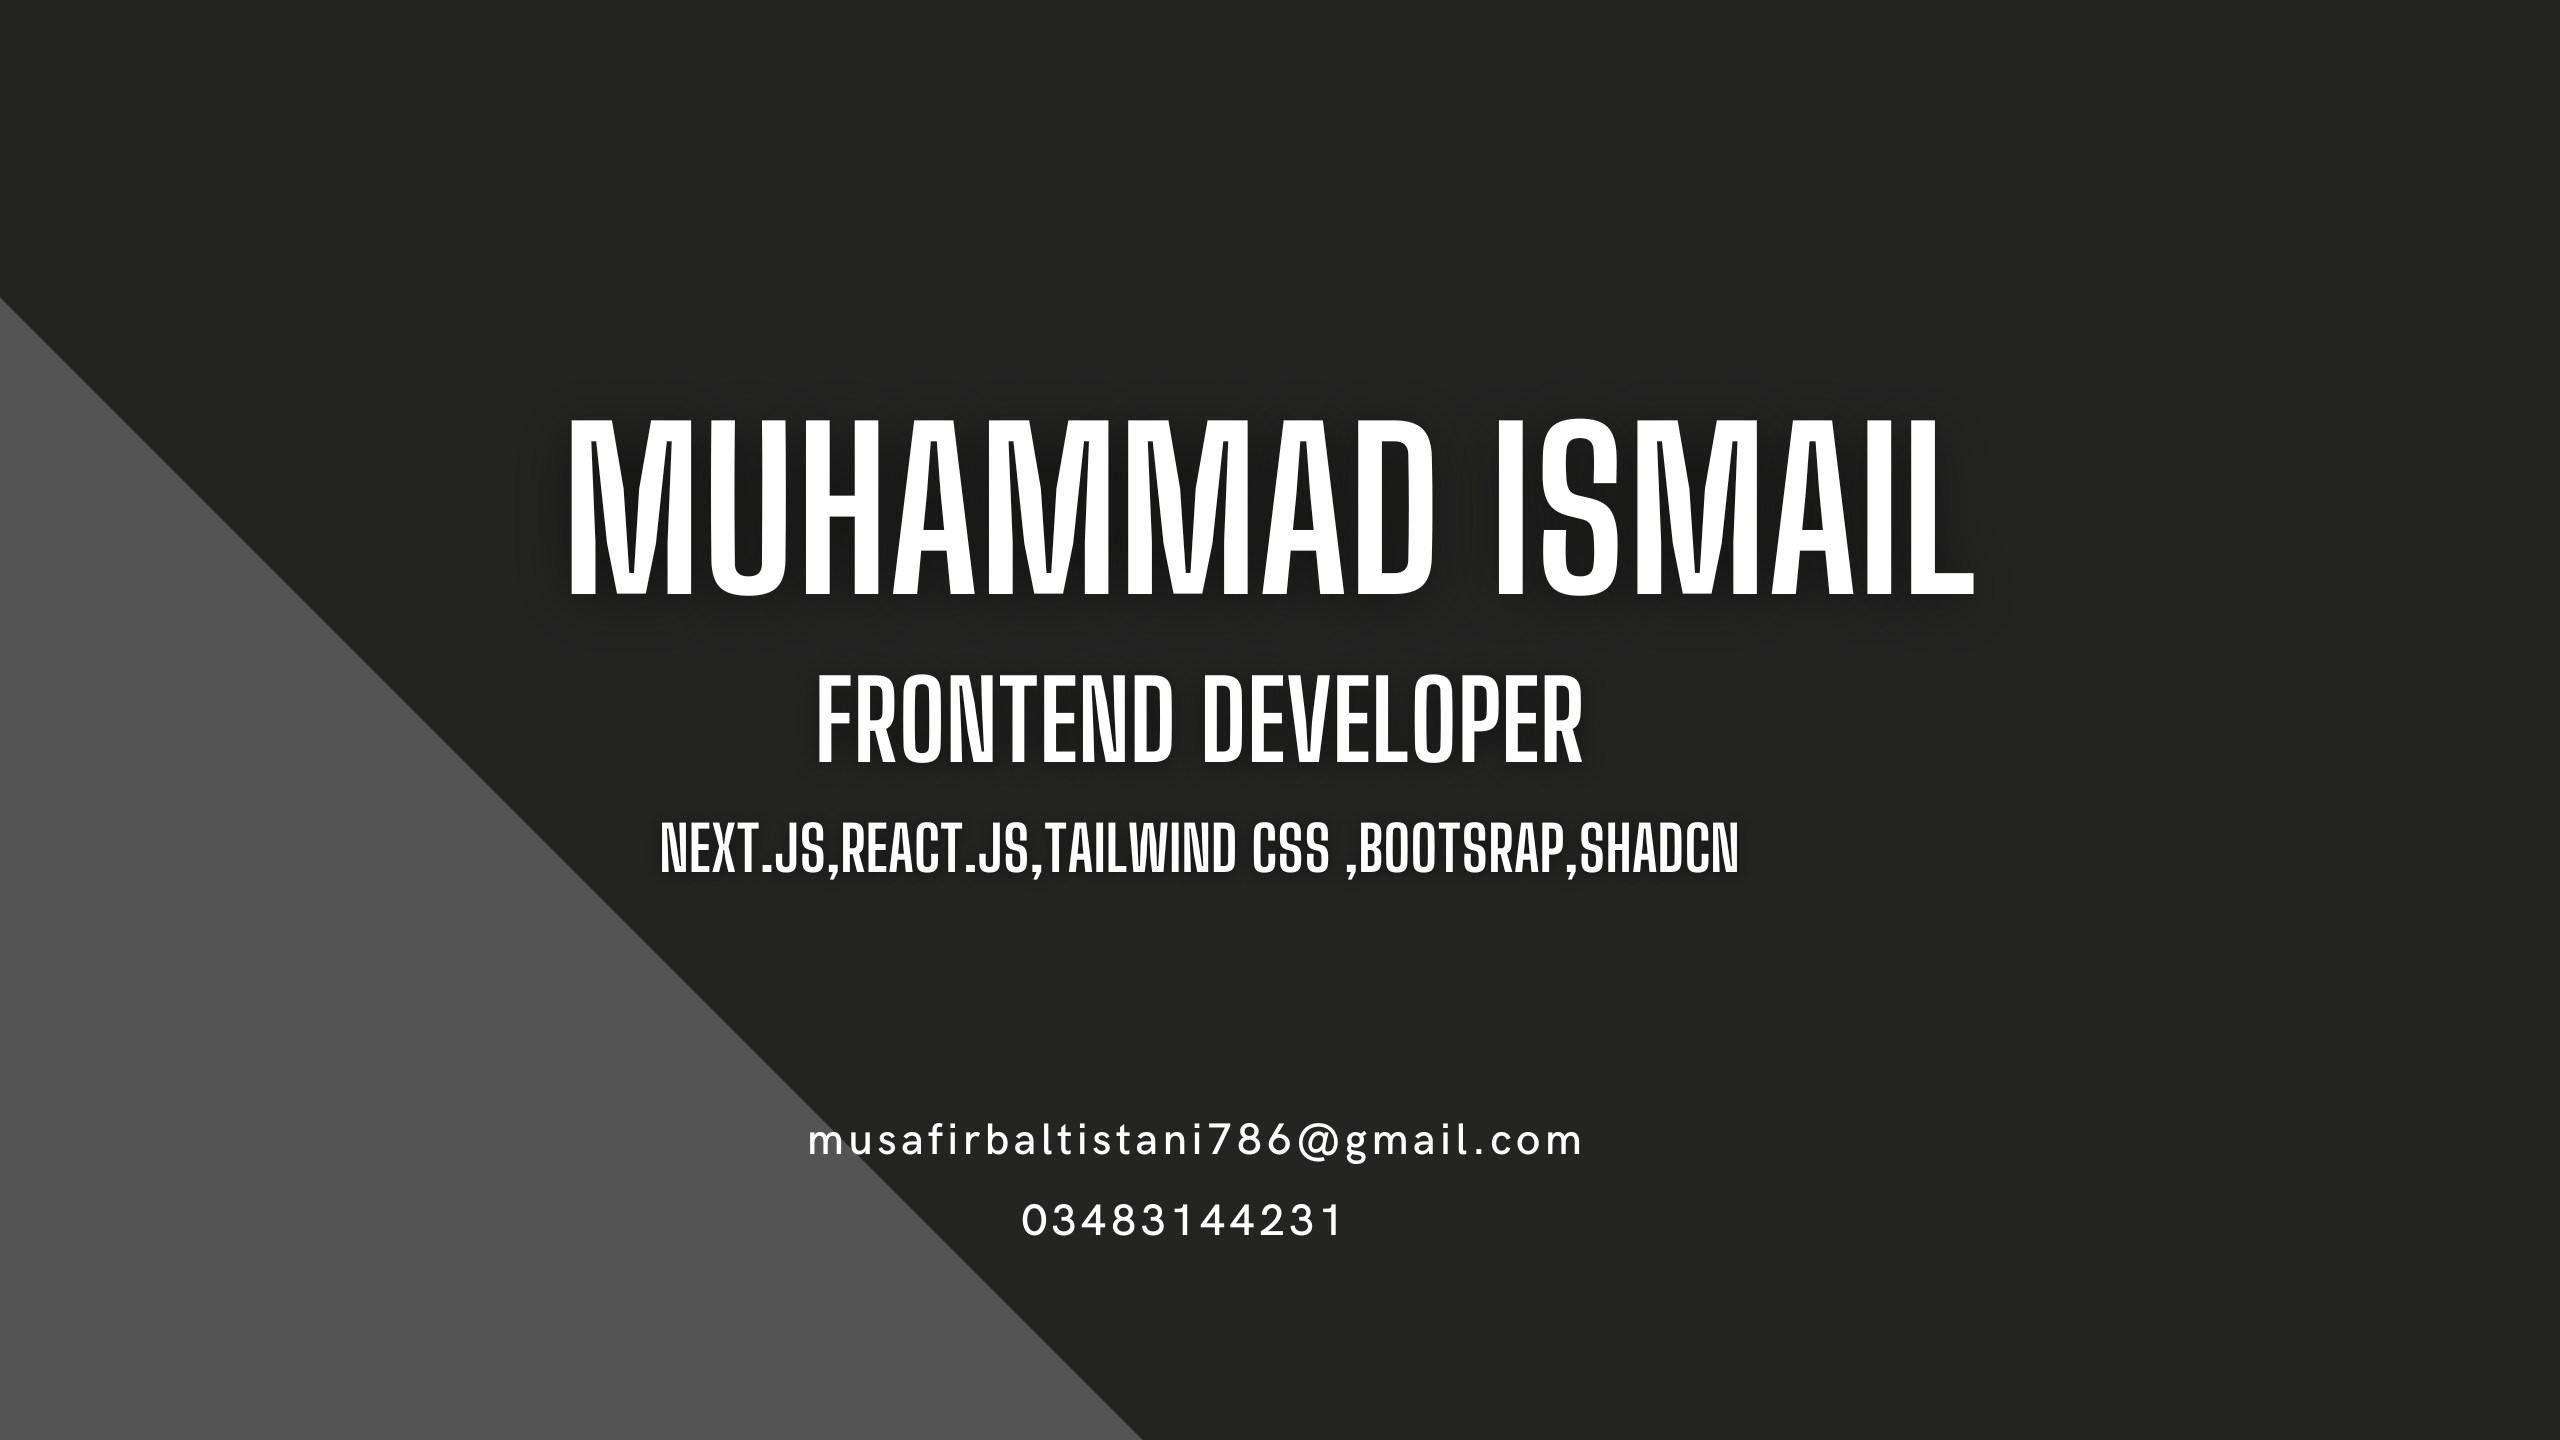 MUHAMMAD ISMAIL
FRONTEND DEVELOPER
NEXT.JS,REACT.JS,TAILWIND CSS ,BOOTSRAP,SHADCN
musafirbaltistani786@gmail.com
03483144231